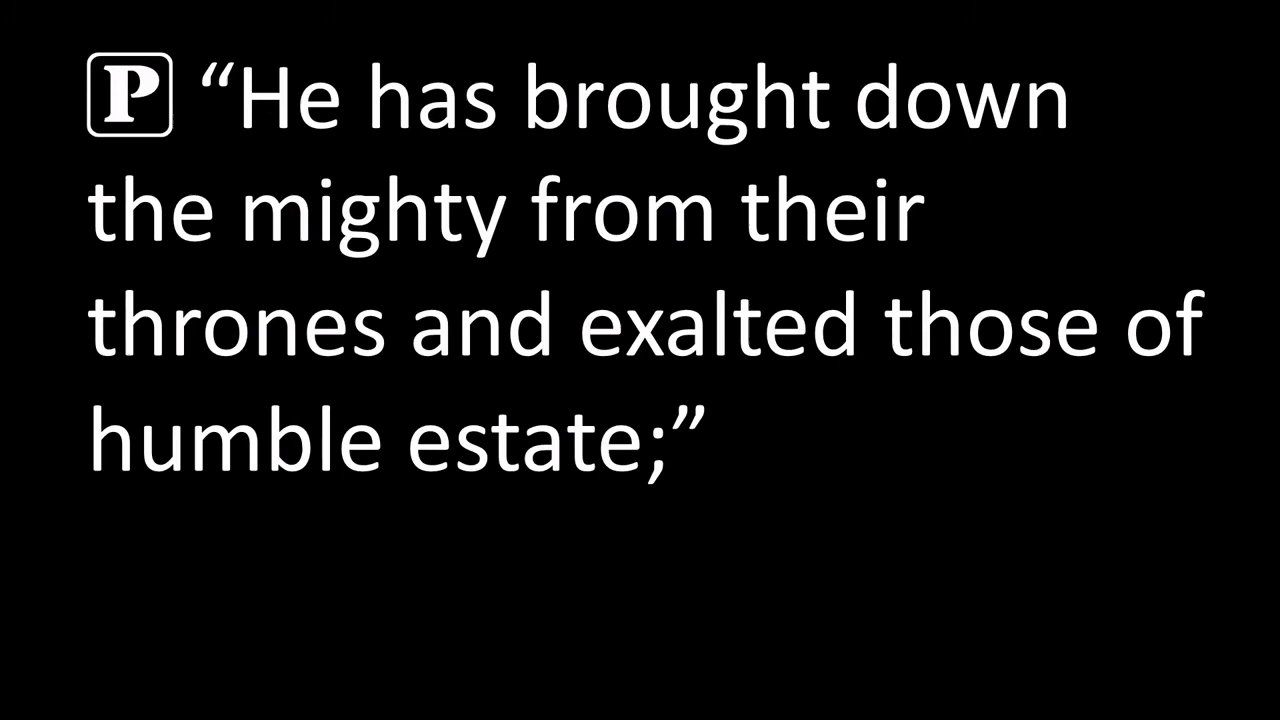 P “He has brought down
the mighty from their
thrones and exalted those of
humble estate;”